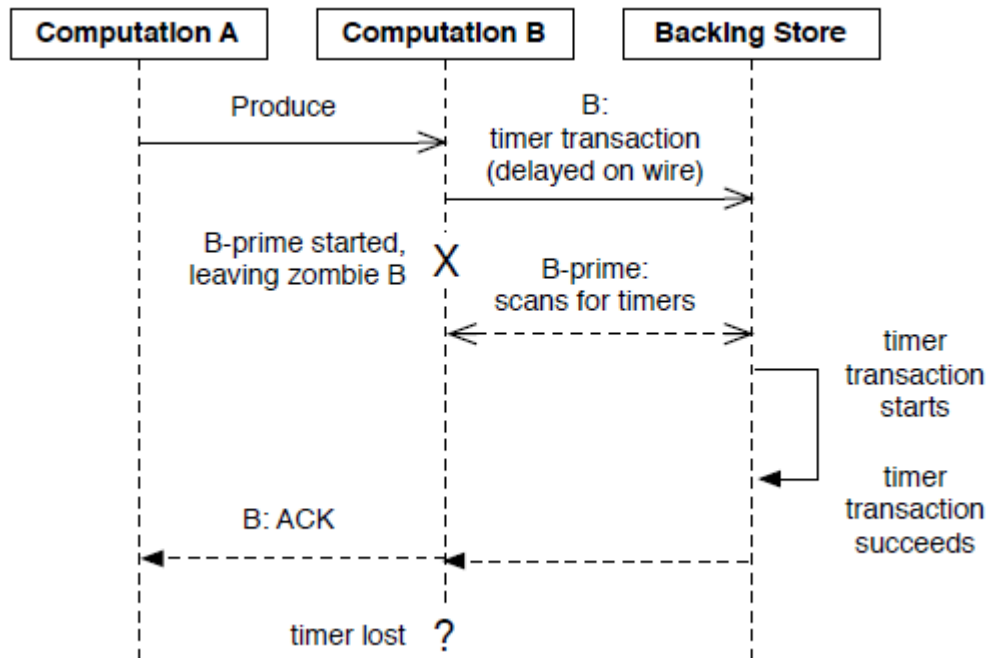 Computation A
Computation B
Backing Store
Produce
B:
timer transaction
(delayed on wire)
B-prime started,
leaving zombie B
X
B-prime:
scans for timers
timer
transaction
starts
timer
transaction
succeeds
B: ACK
timer lost
?